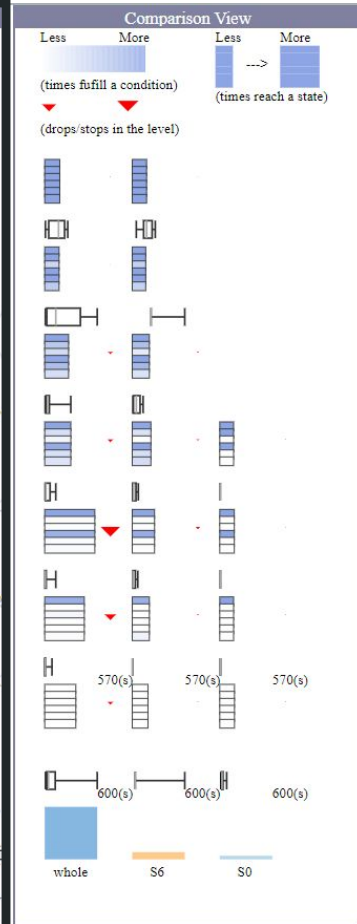 Comparison View
Less More Less More
--->
(times fufill a condition)
(times reach a state)
(drops/stops in the level)
570(s) 570(s) 570(s)
600(s) 600(s) 600(s)
whole S6 S0